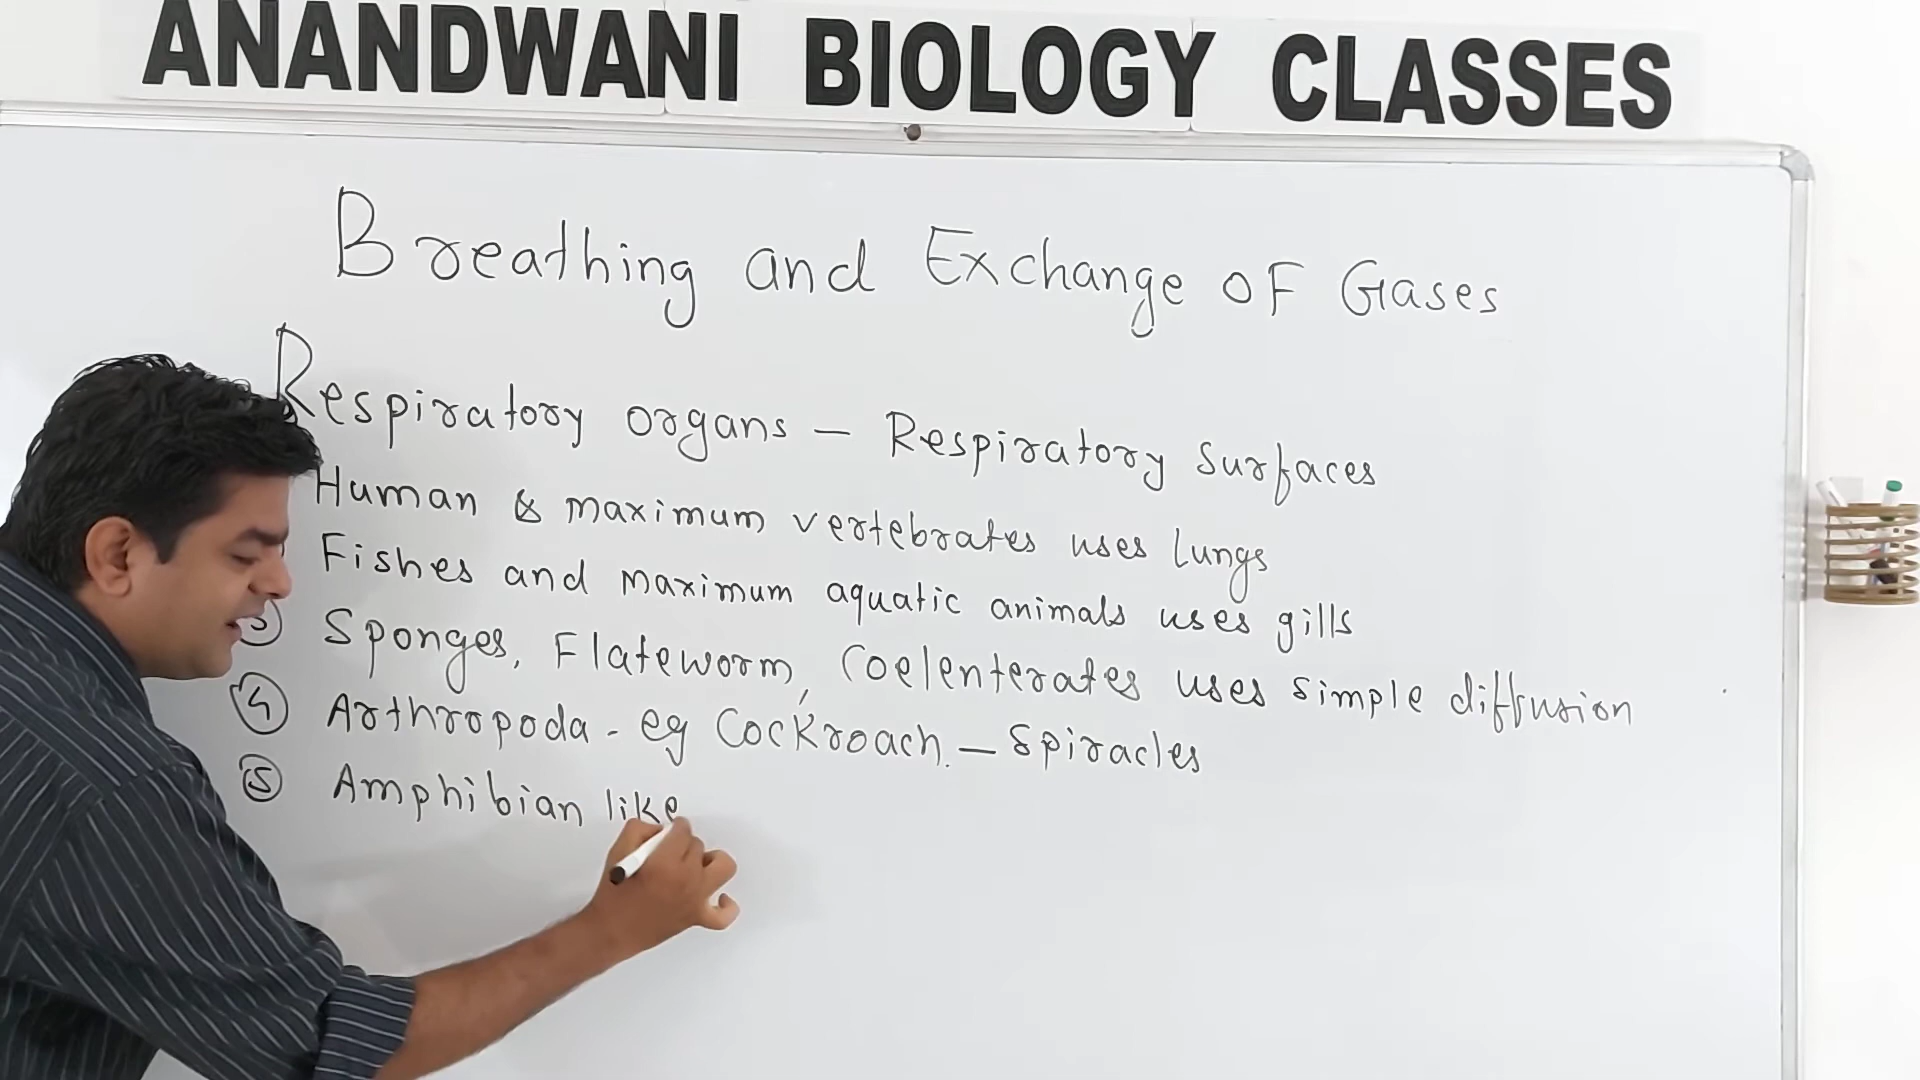 ANANDWANI BIOLOGY CLASSES
Breathing and Exchange OF Gases
Respiratory organs - Respiratory Surfaces
Human & maximum vertebrates uses lungs
Fishes and maximum aquatic animals uses gills
③ Sponges, Flateworm, Coelenterates uses simple diffusion
④ Arthropoda - eg Cockroach. - Spiracles
⑤ Amphibian like